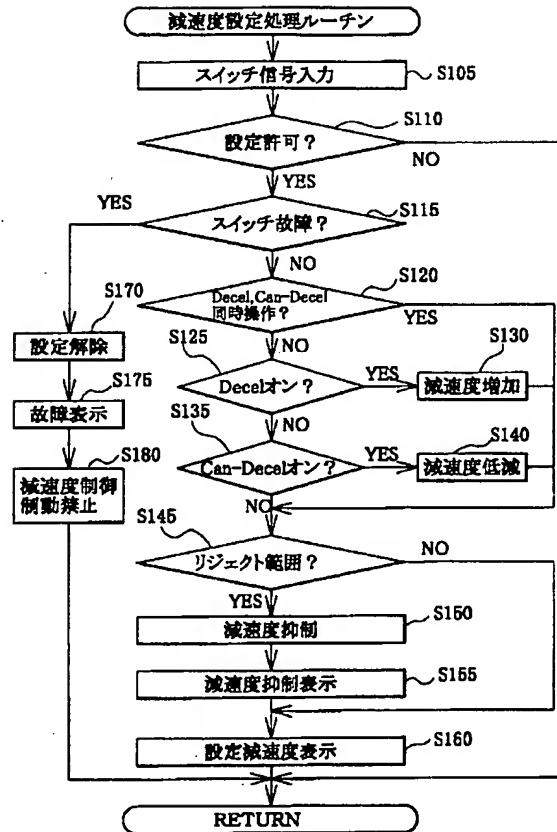 減速度設定処理ルーチン
スイッチ信号入力
S105
設定許可？
S110
NO
YES
スイッチ故障？
S115
YES
NO
Decel,Can-Decel
同時操作？
S120
YES
NO
S170
設定解除
S175
故障表示
S180
減速度制御
制動禁止
S125
Decelオン？
YES
S130
減速度増加
NO
S135
Can-Decelオン？
YES
S140
減速度低減
NO
S145
リジェクト範囲？
NO
YES
減速度抑制
S150
減速度抑制表示
S155
設定減速度表示
S160
RETURN